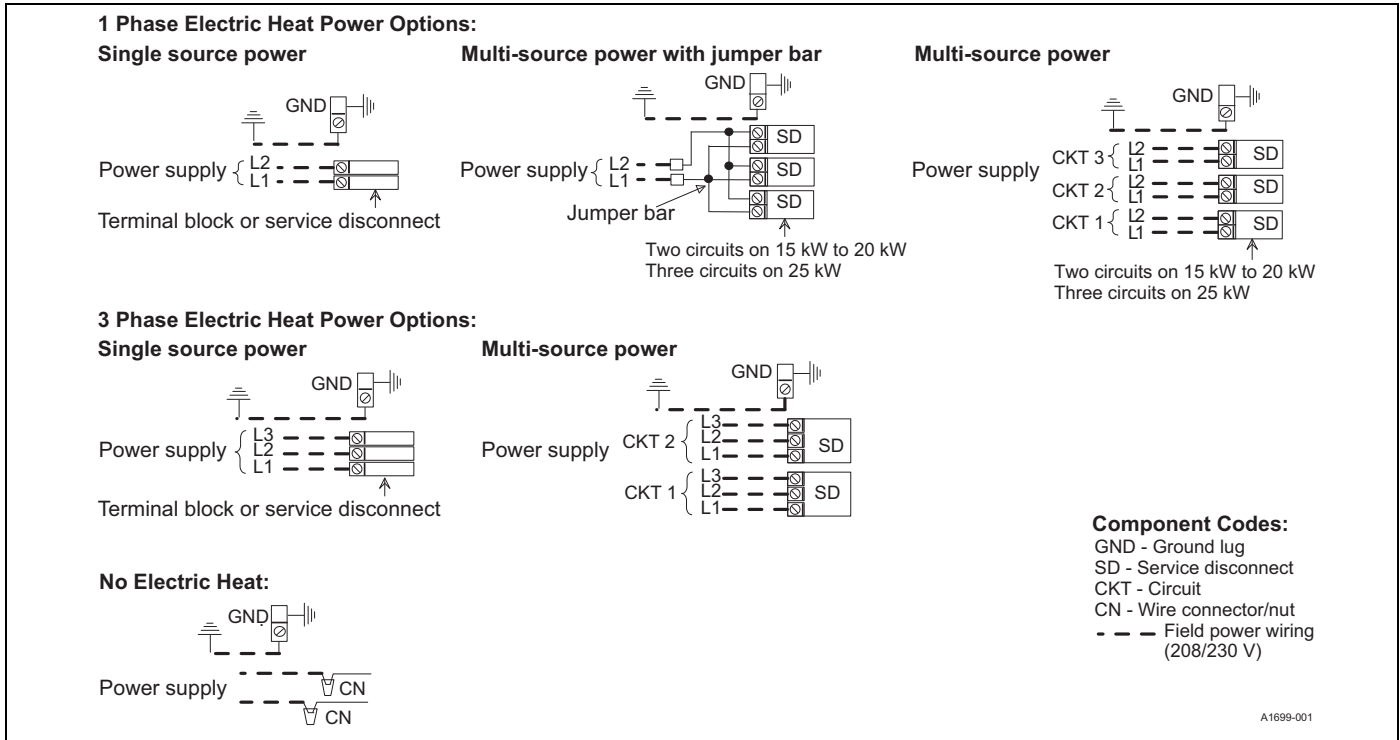 1 Phase Electric Heat Power Options:
Single source power
GND
Power supply
L2
L1
Terminal block or service disconnect
Multi-source power with jumper bar
GND
SD
SD
SD
Power supply
L2
L1
Jumper bar
Two circuits on 15 kW to 20 kW
Three circuits on 25 kW
Multi-source power
GND
Power supply
CKT 3
L2
L1
SD
CKT 2
L2
L1
SD
CKT 1
L2
L1
SD
Two circuits on 15 kW to 20 kW
Three circuits on 25 kW
3 Phase Electric Heat Power Options:
Single source power
GND
Power supply
L3
L2
L1
Terminal block or service disconnect
Multi-source power
GND
Power supply
CKT 2
L3
L2
L1
SD
CKT 1
L3
L2
L1
SD
No Electric Heat:
GND
Power supply
CN
CN
Component Codes:
GND - Ground lug
SD - Service disconnect
CKT - Circuit
CN - Wire connector/nut
Field power wiring
(208/230 V)
A1699-001